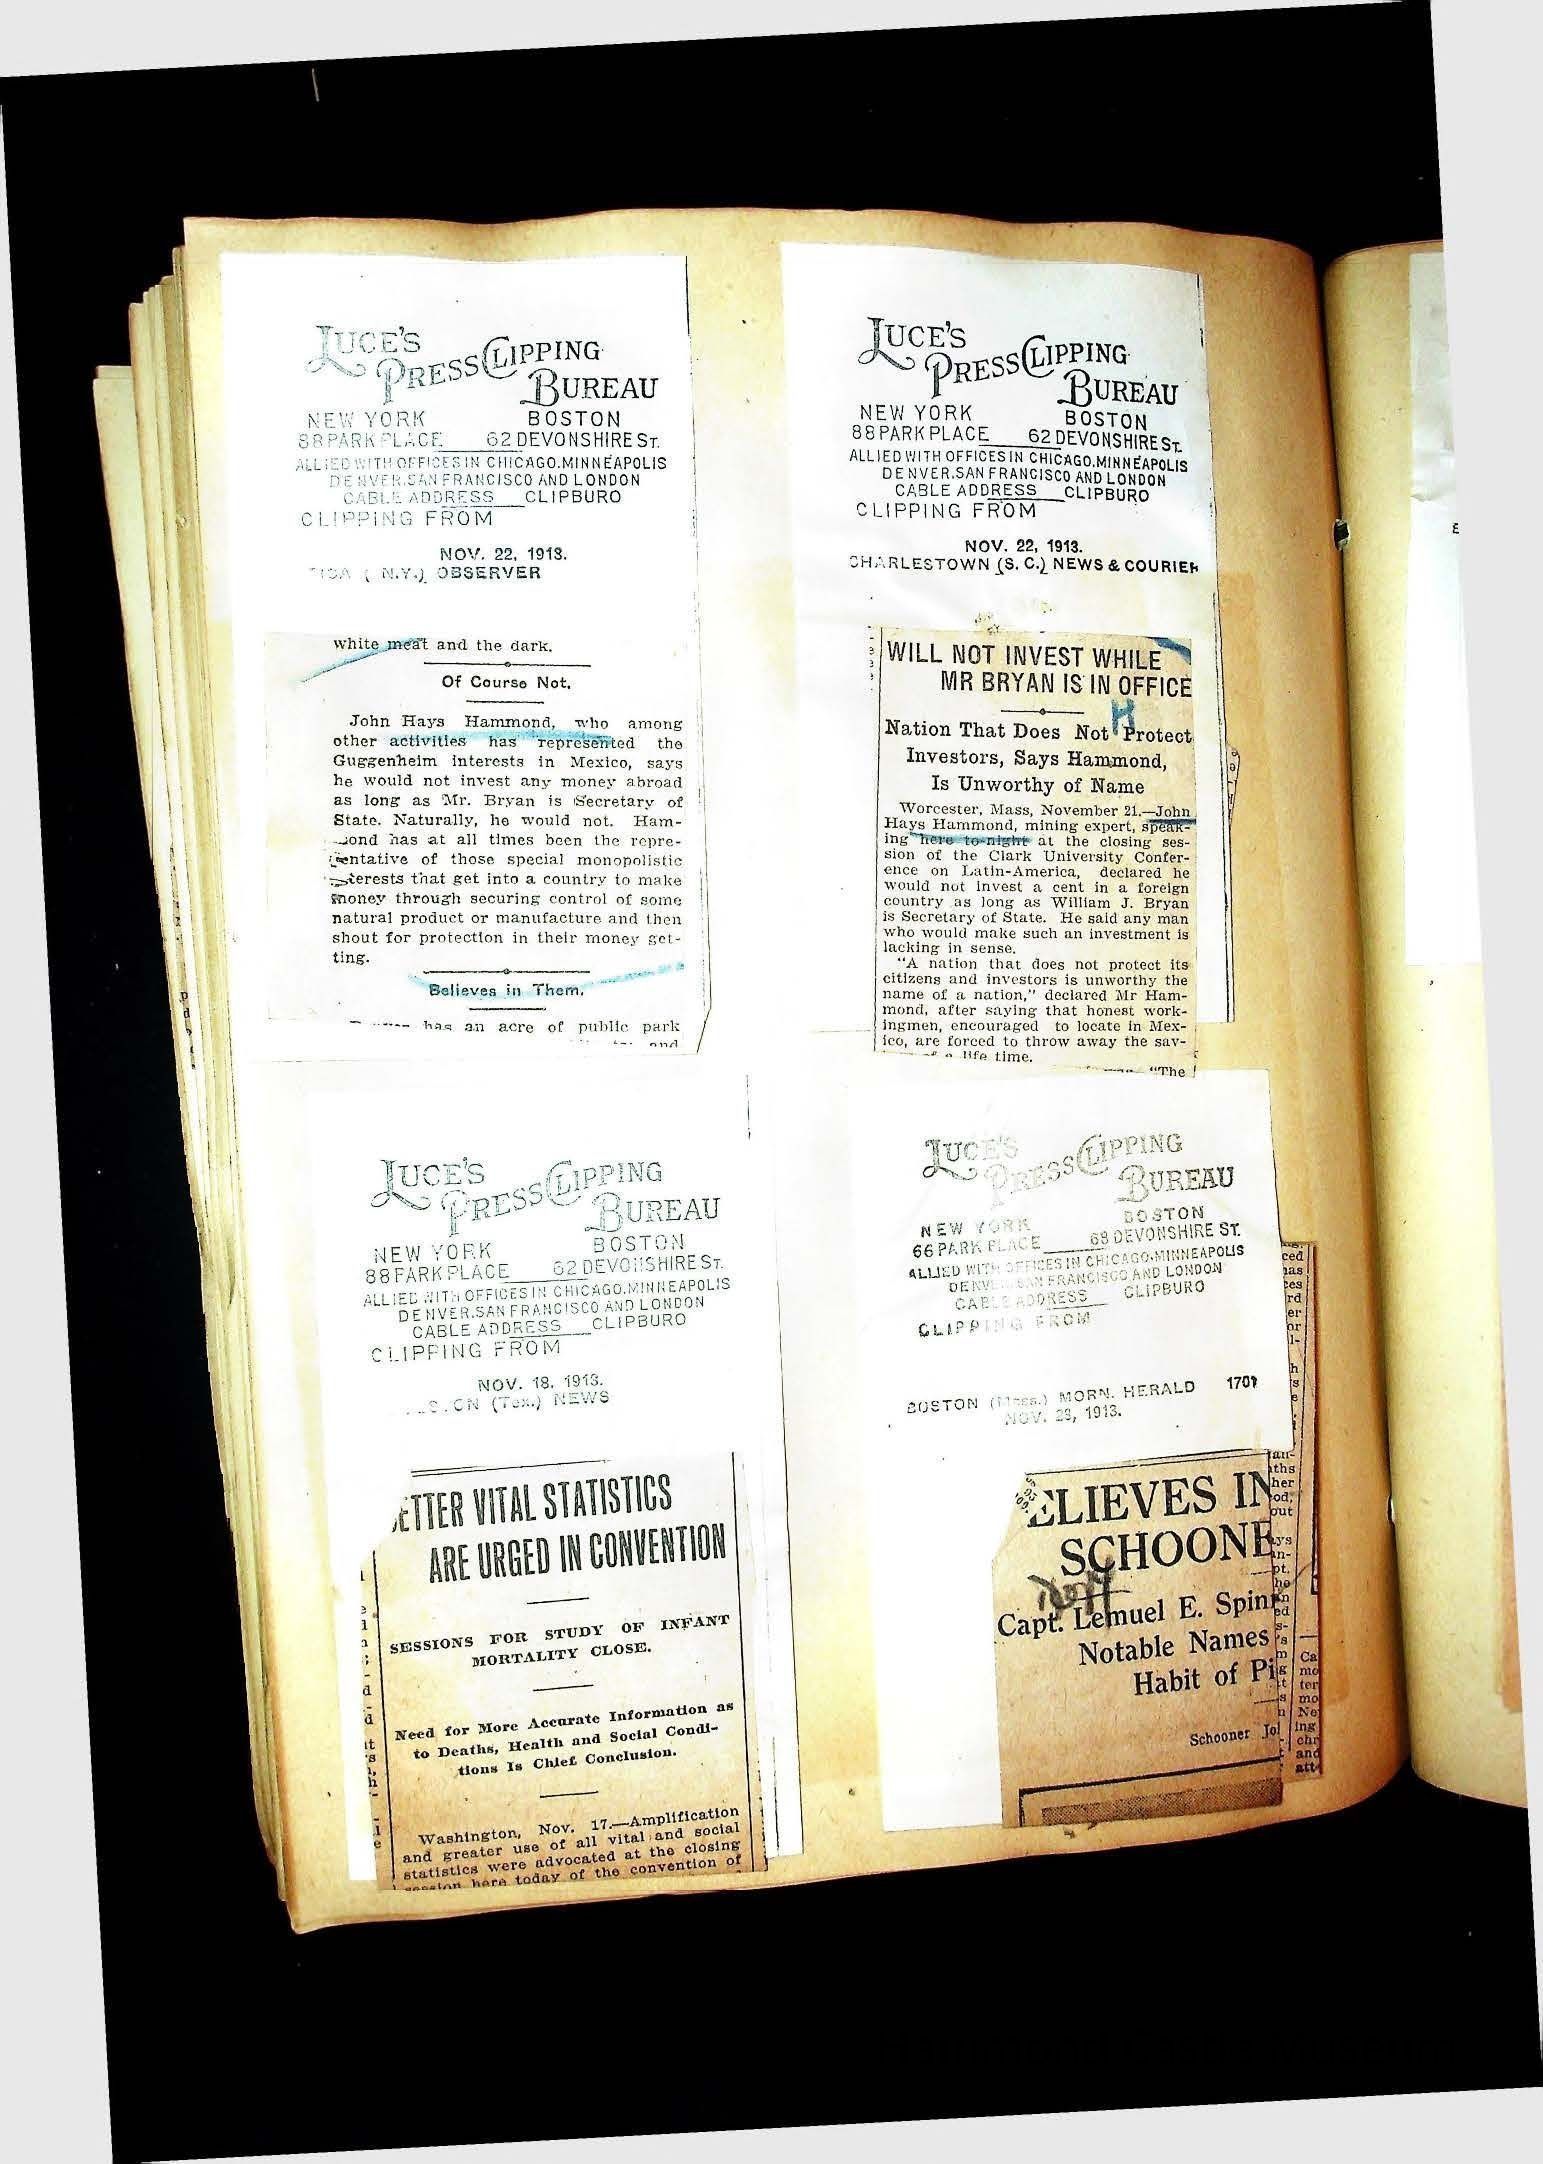 LUCE'S
PRESS CLIPPING
BUREAU
NEW YORK BOSTON
88 PARK PLACE 62 DEVONSHIRE ST.
ALLIED WITH OFFICES IN CHICAGO. MINNEAPOLIS
DENVER. SAN FRANCISCO AND LONDON
CABLE ADDRESS CLIPBURO
CLIPPING FROM
NOV. 22, 1913.
( N.Y.) OBSERVER
white meat and the dark.
Of Course Not.
John Hays Hammond, who among
other activities has represented the
Guggenheim interests in Mexico, says
he would not invest any money abroad
as long as Mr. Bryan is Secretary of
State. Naturally, he would not. Ham-
mond has at all times been the repre-
sentative of those special monopolistic
interests that get into a country to make
money through securing control of some
natural product or manufacture and then
shout for protection in their money get-
ting.
Believes in Them.
has an acre of public park
and
LUCE'S
PRESS CLIPPING
BUREAU
NEW YORK BOSTON
88 PARK PLACE 62 DEVONSHIRE ST.
ALLIED WITH OFFICES IN CHICAGO. MINNEAPOLIS
DENVER. SAN FRANCISCO AND LONDON
CABLE ADDRESS CLIPBURO
CLIPPING FROM
NOV. 22, 1913.
CHARLESTOWN (S. C.) NEWS & COURIER
WILL NOT INVEST WHILE
MR BRYAN IS IN OFFICE
H
Nation That Does Not Protect
Investors, Says Hammond,
Is Unworthy of Name
Worcester, Mass, November 21.—John
Hays Hammond, mining expert, speak-
ing here to-night at the closing ses-
sion of the Clark University Confer-
ence on Latin-America, declared he
would not invest a cent in a foreign
country as long as William J. Bryan
is Secretary of State. He said any man
who would make such an investment is
lacking in sense.
"A nation that does not protect its
citizens and investors is unworthy the
name of a nation," declared Mr Ham-
mond, after saying that honest work-
ingmen, encouraged to locate in Mex-
ico, are forced to throw away the sav-
of a life time.
"The
LUCE'S
PRESS CLIPPING
BUREAU
NEW YORK BOSTON
88 PARK PLACE 62 DEVONSHIRE ST.
ALLIED WITH OFFICES IN CHICAGO. MINNEAPOLIS
DENVER. SAN FRANCISCO AND LONDON
CABLE ADDRESS CLIPBURO
CLIPPING FROM
NOV. 18, 1913.
(Tex.) NEWS
ETTER VITAL STATISTICS
ARE URGED IN CONVENTION
SESSIONS FOR STUDY OF INFANT
MORTALITY CLOSE.
Need for More Accurate Information as
to Deaths, Health and Social Condi-
tions Is Chief Conclusion.
Washington, Nov. 17.—Amplification
and greater use of all vital and social
statistics were advocated at the closing
session here today of the convention of
LUCE'S
PRESS CLIPPING
BUREAU
NEW YORK BOSTON
66 PARK PLACE 68 DEVONSHIRE ST.
ALLIED WITH OFFICES IN CHICAGO. MINNEAPOLIS
DENVER SAN FRANCISCO AND LONDON
CABLE ADDRESS CLIPBURO
CLIPPING FROM
BOSTON (Mass.) MORN. HERALD 1701
NOV. 23, 1913.
ELIEVES IN
SCHOONE
Capt. Lemuel E. Spin
Notable Names
Habit of Pi
Schooner Jo